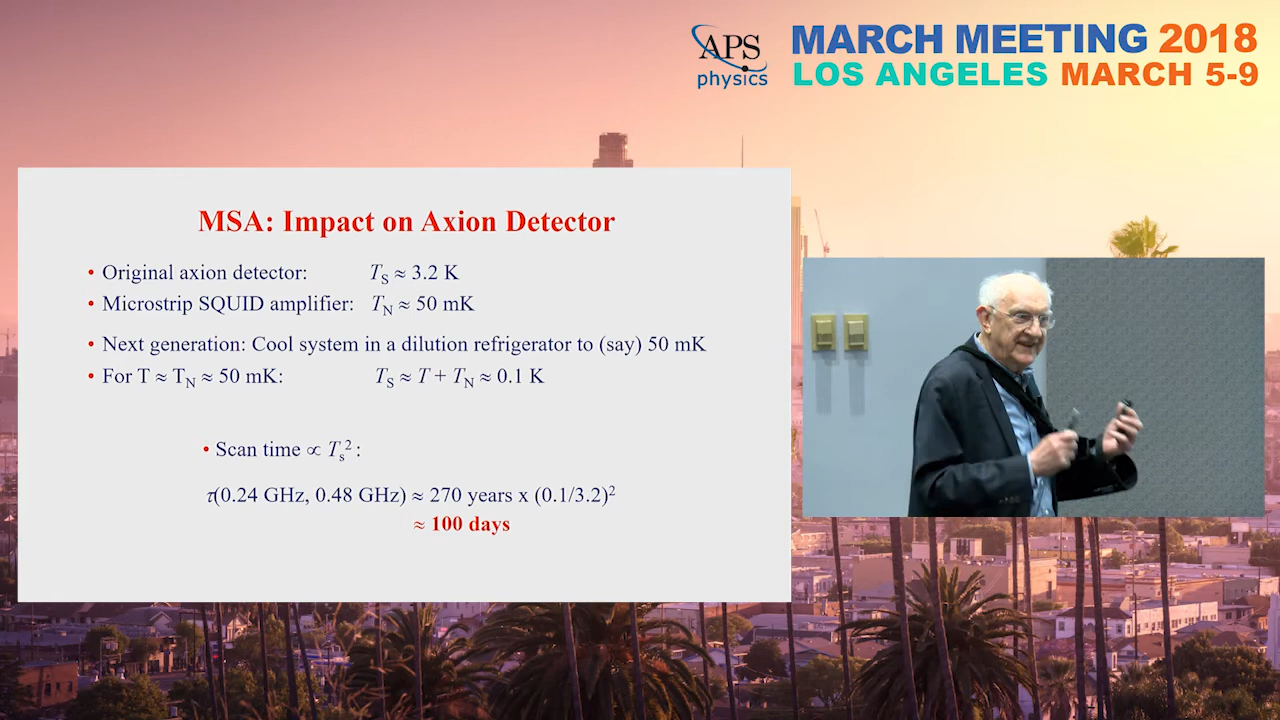 APS
physics
MARCH MEETING 2018
LOS ANGELES MARCH 5-9
MSA: Impact on Axion Detector
• Original axion detector: T_S ≈ 3.2 K
• Microstrip SQUID amplifier: T_N ≈ 50 mK
• Next generation: Cool system in a dilution refrigerator to (say) 50 mK
• For T ≈ T_N ≈ 50 mK: T_S ≈ T + T_N ≈ 0.1 K
• Scan time ∝ T_s² :
τ(0.24 GHz, 0.48 GHz) ≈ 270 years x (0.1/3.2)²
≈ 100 days